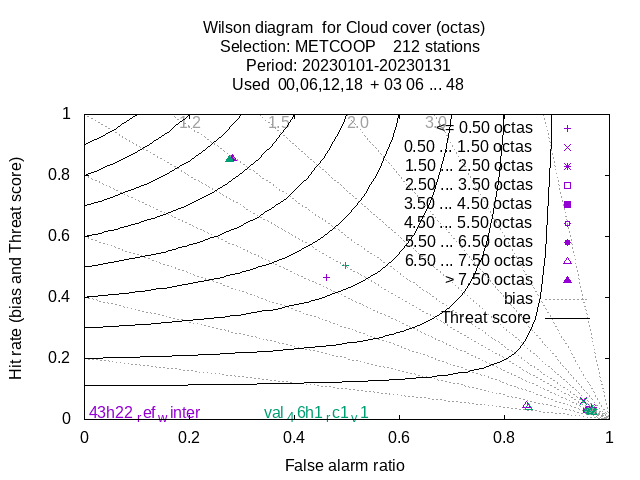 Wilson diagram  for Cloud cover (octas)
Selection: METCOOP    212 stations
Period: 20230101-20230131
Used  00,06,12,18  + 03 06 ... 48
Hit rate (bias and Threat score)
1
0.8
0.6
0.4
0.2
0
1.2
1.5
2.0
3.0
<= 0.50 octas
0.50 ... 1.50 octas
1.50 ... 2.50 octas
2.50 ... 3.50 octas
3.50 ... 4.50 octas
4.50 ... 5.50 octas
5.50 ... 6.50 octas
6.50 ... 7.50 octas
> 7.50 octas
bias
Threat score
43h22_ref_winter val_46h1_rc1_v1
0 0.2 0.4 0.6 0.8 1
False alarm ratio